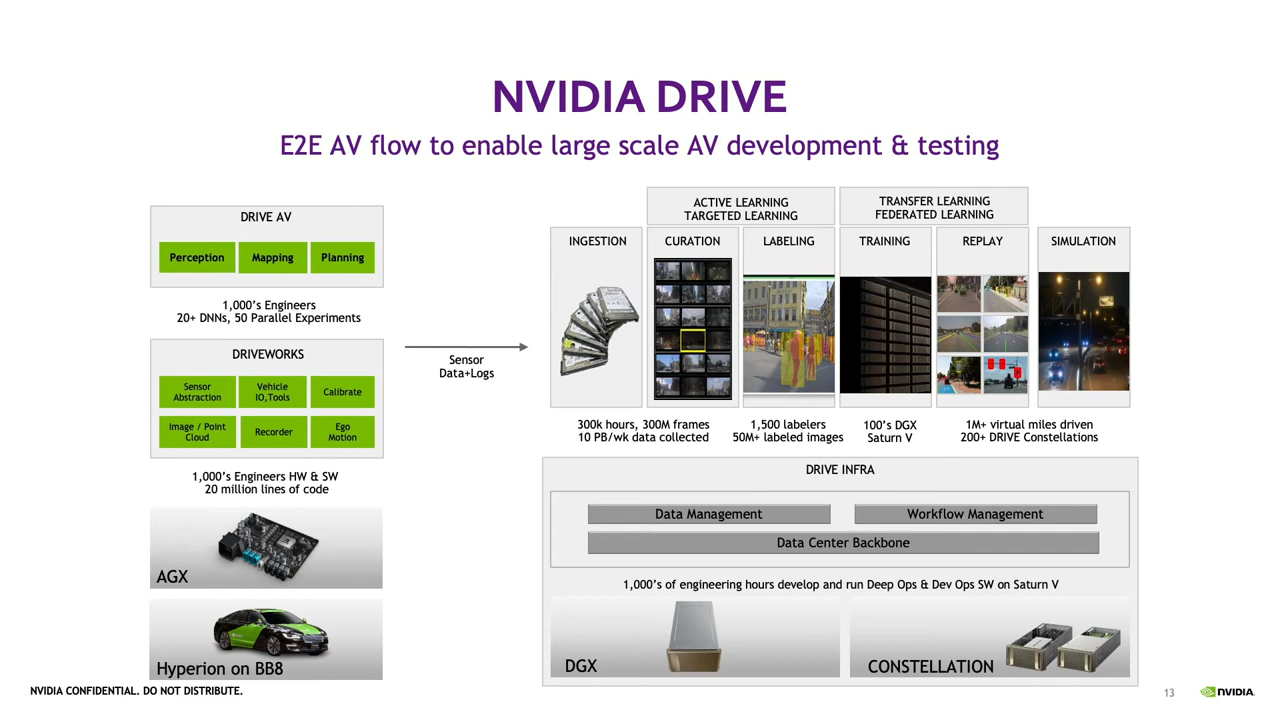 NVIDIA DRIVE
E2E AV flow to enable large scale AV development & testing
DRIVE AV
Perception
Mapping
Planning
1,000’s Engineers
20+ DNNs, 50 Parallel Experiments
DRIVEWORKS
Sensor
Abstraction
Vehicle
IO,Tools
Calibrate
Image / Point
Cloud
Recorder
Ego
Motion
1,000’s Engineers HW & SW
20 million lines of code
AGX
Hyperion on BB8
Sensor
Data+Logs
ACTIVE LEARNING
TARGETED LEARNING
TRANSFER LEARNING
FEDERATED LEARNING
INGESTION
CURATION
LABELING
TRAINING
REPLAY
SIMULATION
300k hours, 300M frames
10 PB/wk data collected
1,500 labelers
50M+ labeled images
100’s DGX
Saturn V
1M+ virtual miles driven
200+ DRIVE Constellations
DRIVE INFRA
Data Management
Workflow Management
Data Center Backbone
1,000’s of engineering hours develop and run Deep Ops & Dev Ops SW on Saturn V
DGX
CONSTELLATION
NVIDIA CONFIDENTIAL. DO NOT DISTRIBUTE.
13
NVIDIA.